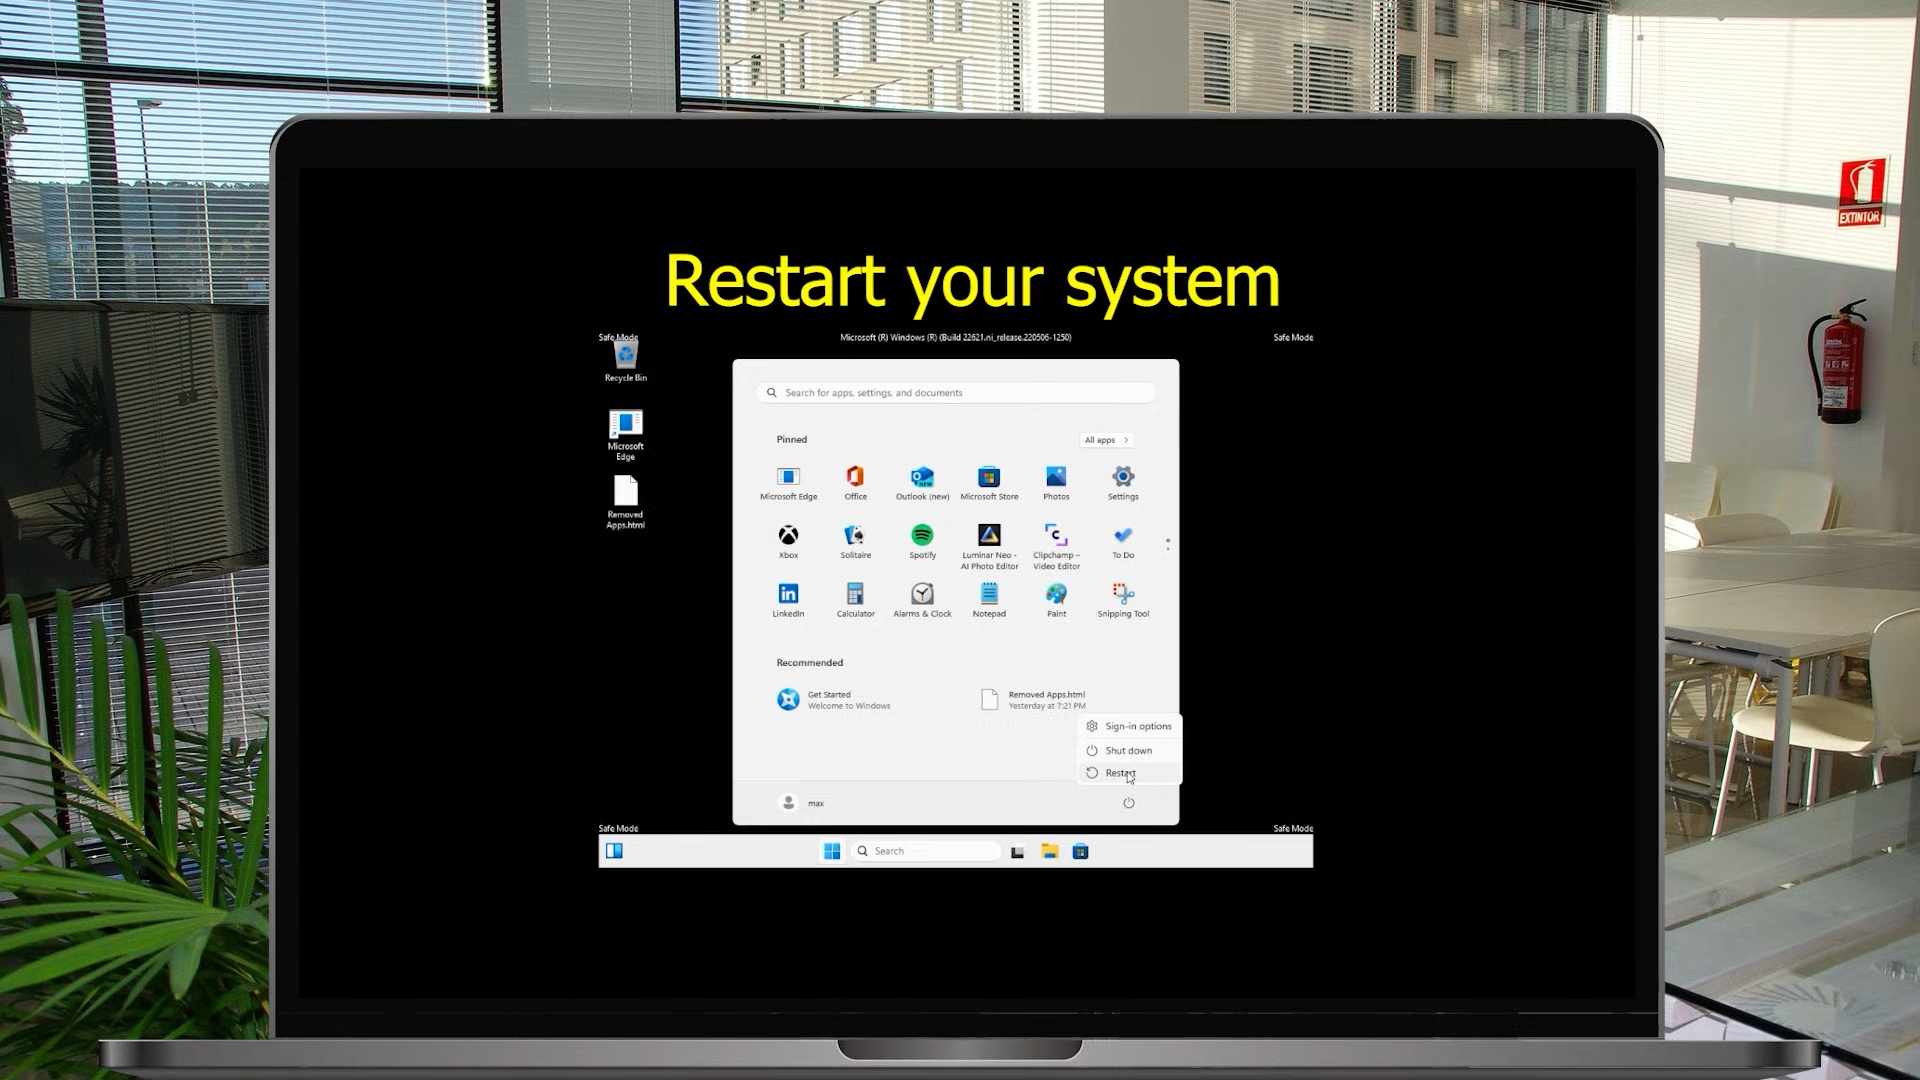 EXTINTOR
Restart your system
Safe Mode
Microsoft (R) Windows (R) (Build 22621.ni_release.220506-1250)
Safe Mode
Recycle Bin
Microsoft
Edge
Removed
Apps.html
Search for apps, settings, and documents
Pinned
All apps
Microsoft Edge
Office
Outlook (new)
Microsoft Store
Photos
Settings
Xbox
Solitaire
Spotify
Luminar Neo -
AI Photo Editor
Clipchamp –
Video Editor
To Do
LinkedIn
Calculator
Alarms & Clock
Notepad
Paint
Snipping Tool
Recommended
Get Started
Welcome to Windows
Removed Apps.html
Yesterday at 7:21 PM
Sign-in options
Shut down
Restart
max
Safe Mode
Safe Mode
Search